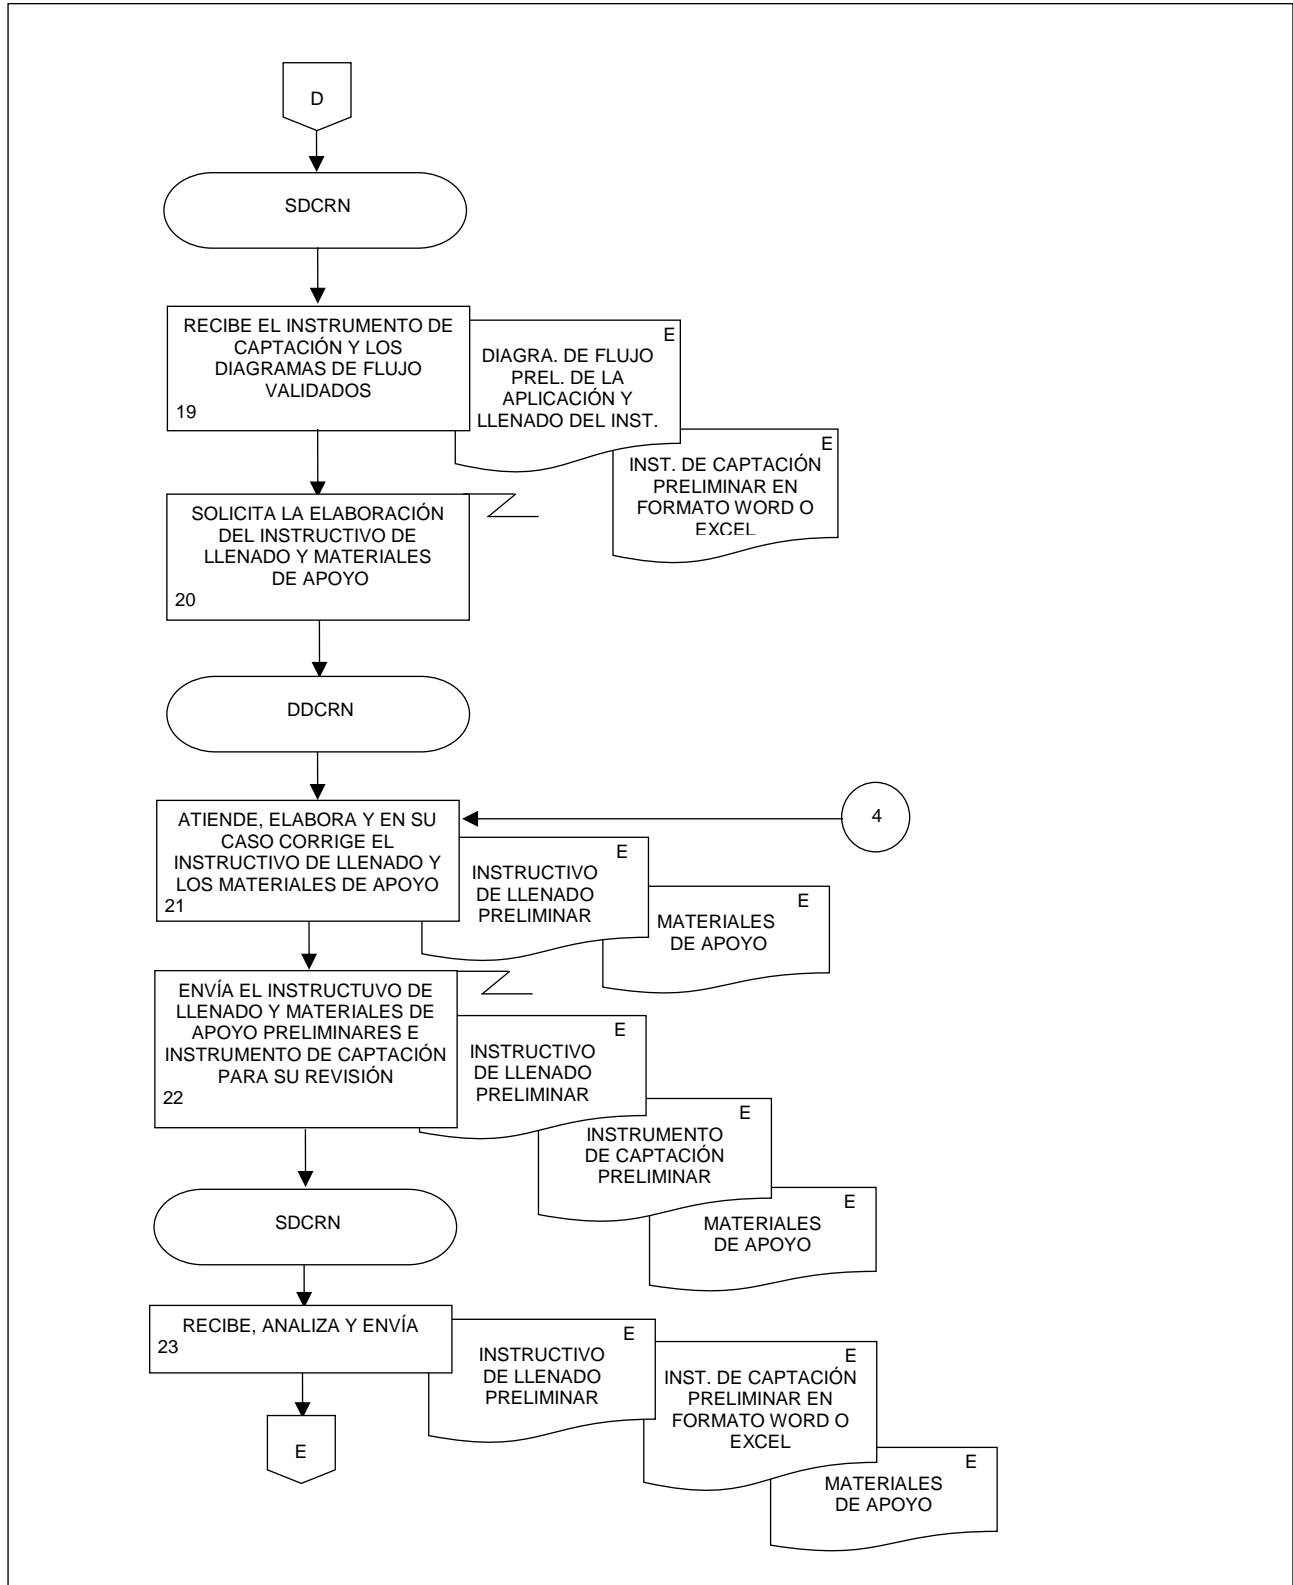 D
SDCRN
RECIBE EL INSTRUMENTO DE
CAPTACIÓN Y LOS
DIAGRAMAS DE FLUJO
VALIDADOS
19
E
DIAGRA. DE FLUJO
PREL. DE LA
APLICACIÓN Y
LLENADO DEL INST.
E
INST. DE CAPTACIÓN
PRELIMINAR EN
FORMATO WORD O
EXCEL
SOLICITA LA ELABORACIÓN
DEL INSTRUCTIVO DE
LLENADO Y MATERIALES
DE APOYO
20
DDCRN
4
ATIENDE, ELABORA Y EN SU
CASO CORRIGE EL
INSTRUCTIVO DE LLENADO Y
LOS MATERIALES DE APOYO
21
E
INSTRUCTIVO
DE LLENADO
PRELIMINAR
E
MATERIALES
DE APOYO
ENVÍA EL INSTRUCTUVO DE
LLENADO Y MATERIALES DE
APOYO PRELIMINARES E
INSTRUMENTO DE CAPTACIÓN
PARA SU REVISIÓN
22
E
INSTRUCTIVO
DE LLENADO
PRELIMINAR
E
INSTRUMENTO
DE CAPTACIÓN
PRELIMINAR
E
MATERIALES
DE APOYO
SDCRN
RECIBE, ANALIZA Y ENVÍA
23
E
INSTRUCTIVO
DE LLENADO
PRELIMINAR
E
INST. DE CAPTACIÓN
PRELIMINAR EN
FORMATO WORD O
EXCEL
E
MATERIALES
DE APOYO
E